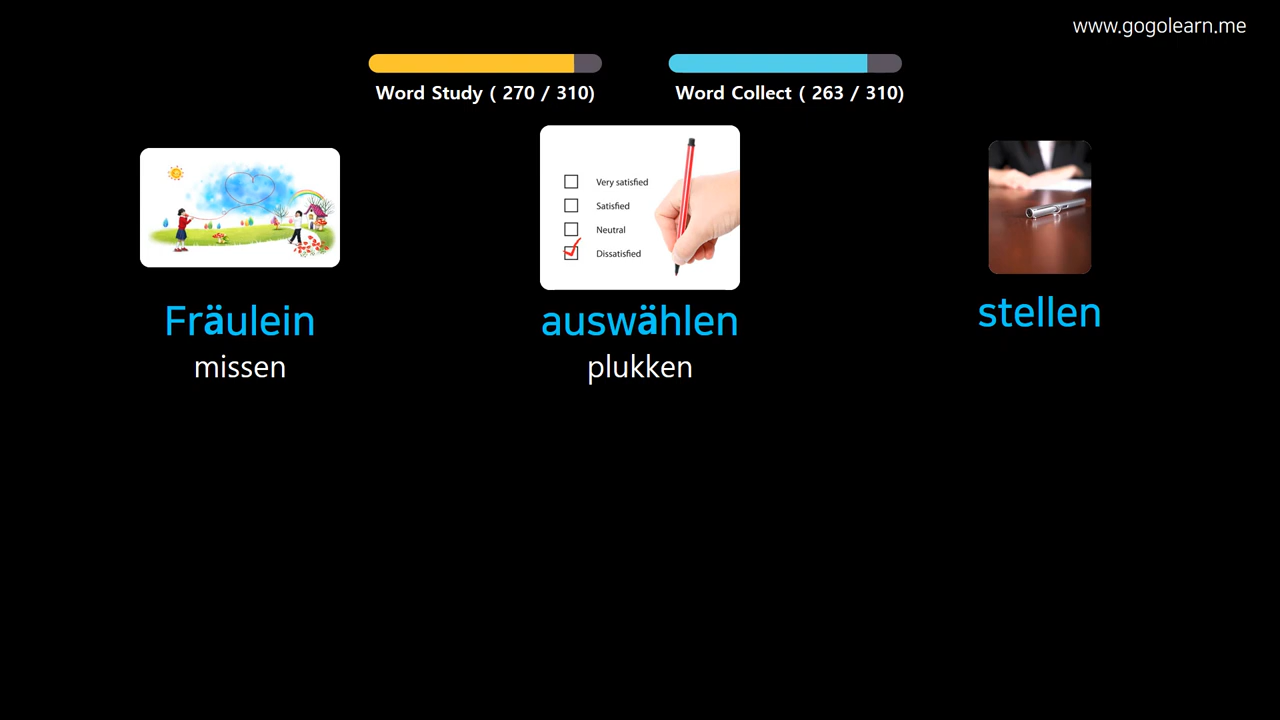 www.gogolearn.me
Word Study ( 270 / 310)
Word Collect ( 263 / 310)
Very satisfied
Satisfied
Neutral
Dissatisfied
Fräulein
auswählen
stellen
missen
plukken